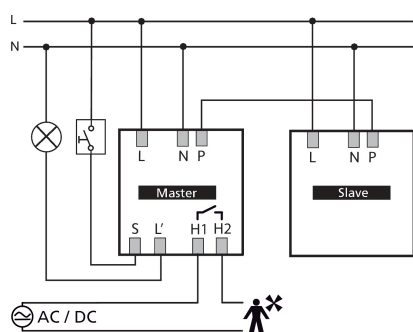 L
N
L N P L N P
Master Slave
S L′ H1 H2
AC / DC